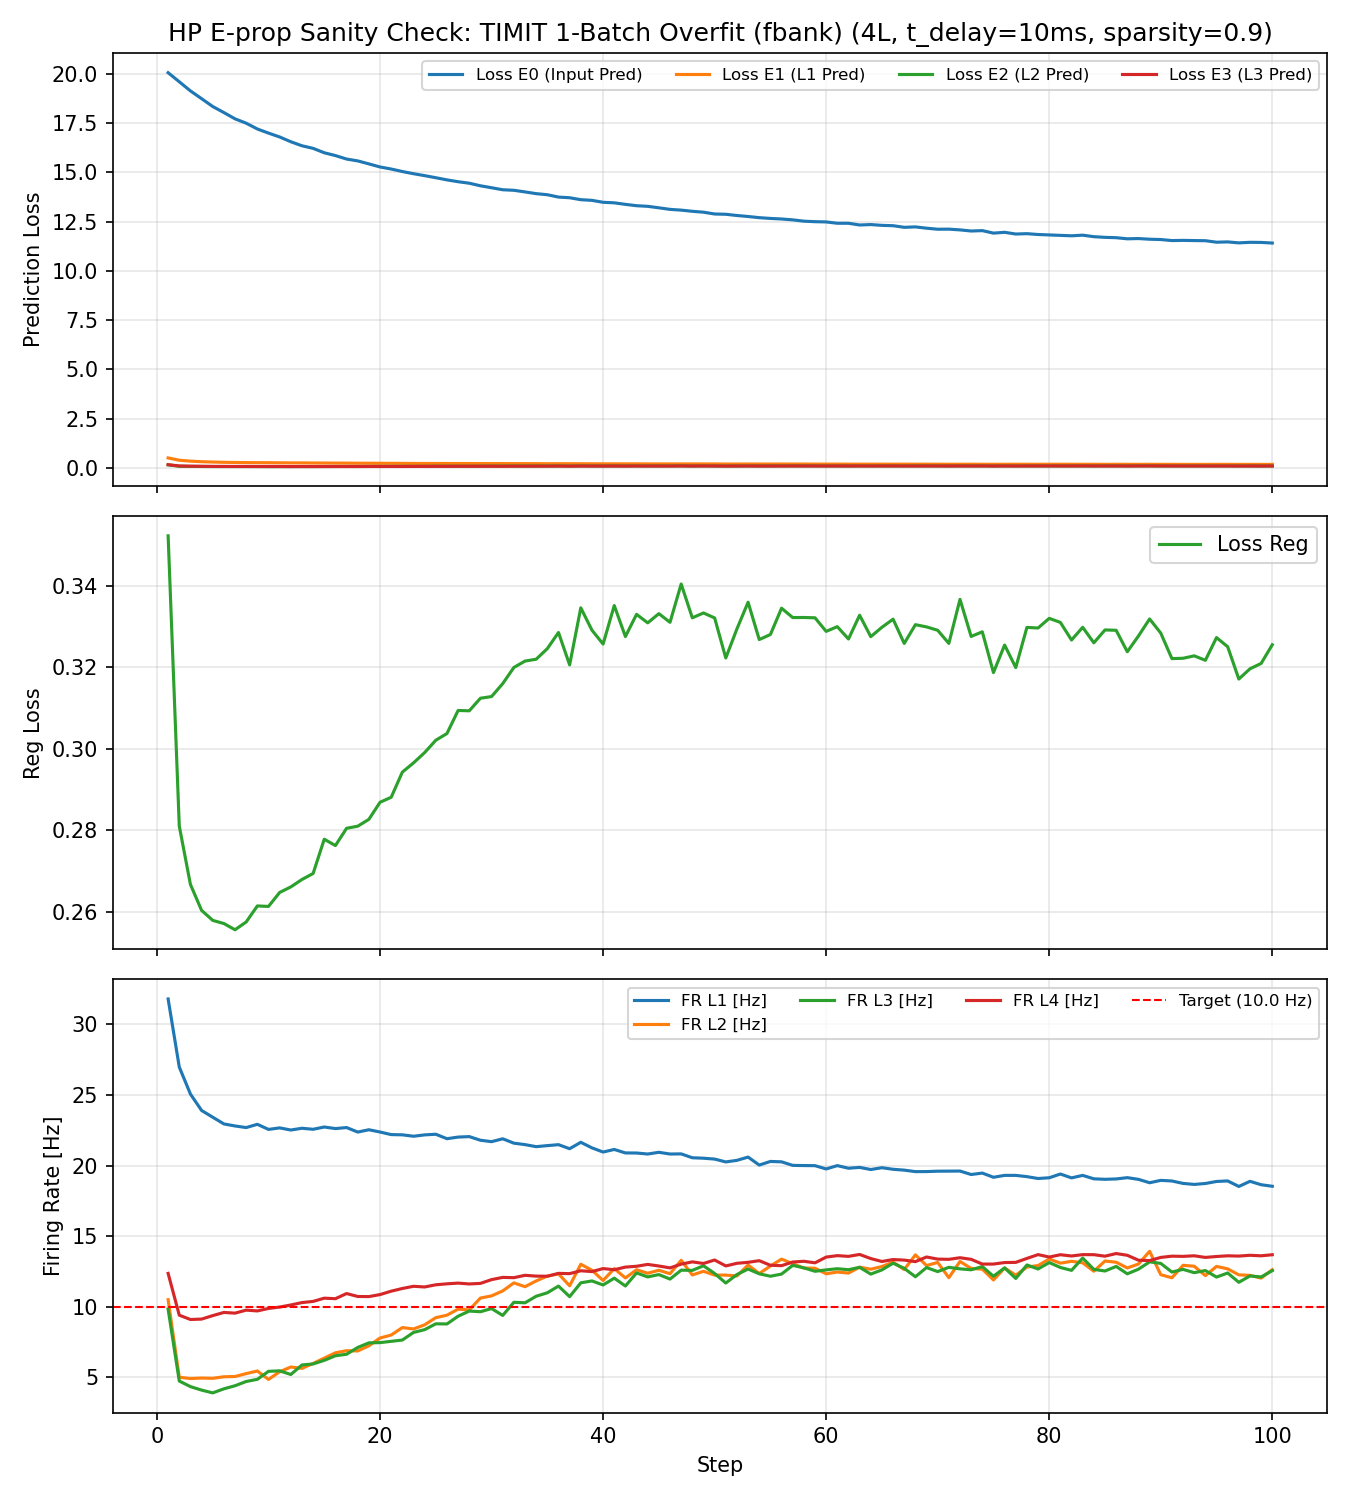 HP E-prop Sanity Check: TIMIT 1-Batch Overfit (fbank) (4L, t_delay=10ms, sparsity=0.9)
Loss E0 (Input Pred) Loss E1 (L1 Pred) Loss E2 (L2 Pred) Loss E3 (L3 Pred)
Prediction Loss
20.0
17.5
15.0
12.5
10.0
7.5
5.0
2.5
0.0
Loss Reg
Reg Loss
0.34
0.32
0.30
0.28
0.26
FR L1 [Hz] FR L3 [Hz] FR L4 [Hz] Target (10.0 Hz)
FR L2 [Hz]
Firing Rate [Hz]
30
25
20
15
10
5
0 20 40 60 80 100
Step